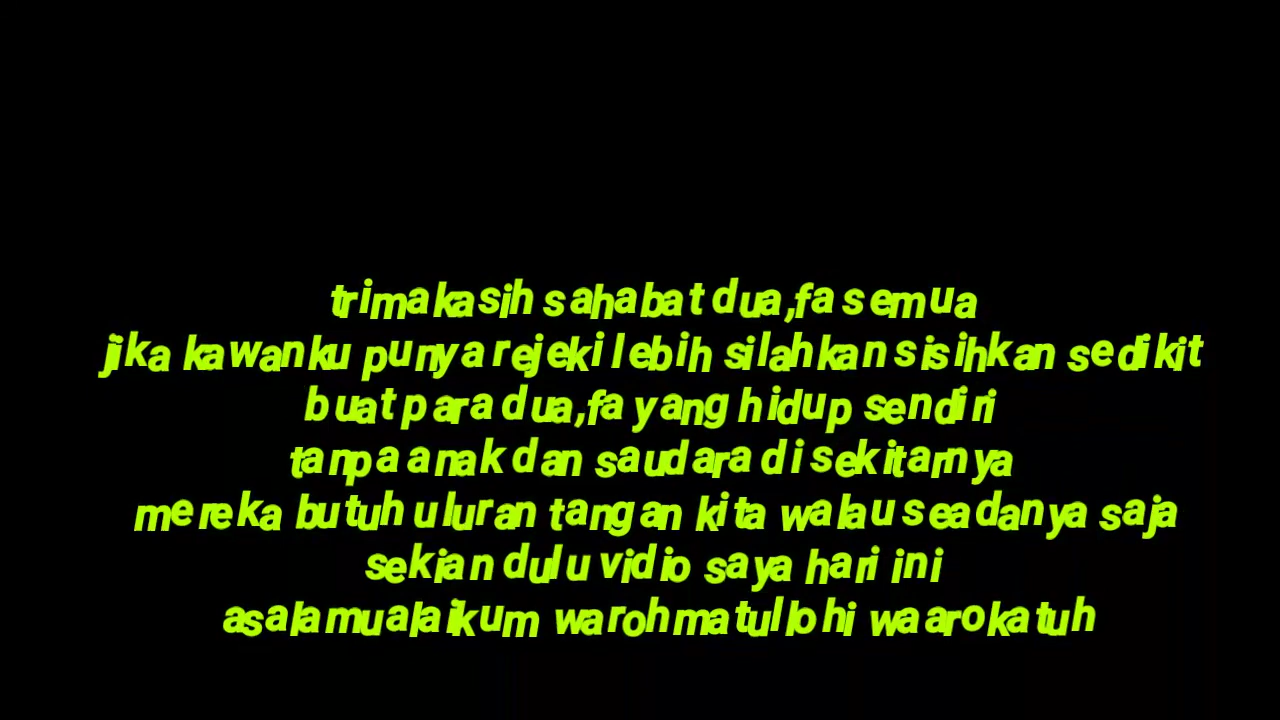 trimakasih sahabat dua,fa semua
jika kawanku punya rejeki lebih silahkan sisihkan sedikit
buat para dua,fa yang hidup sendiri
tanpa anak dan saudara di sekitarnya
mereka butuh uluran tangan kita walau seadanya saja
sekian dulu vidio saya hari ini
asalamualaikum warohmatullohi waarokatuh